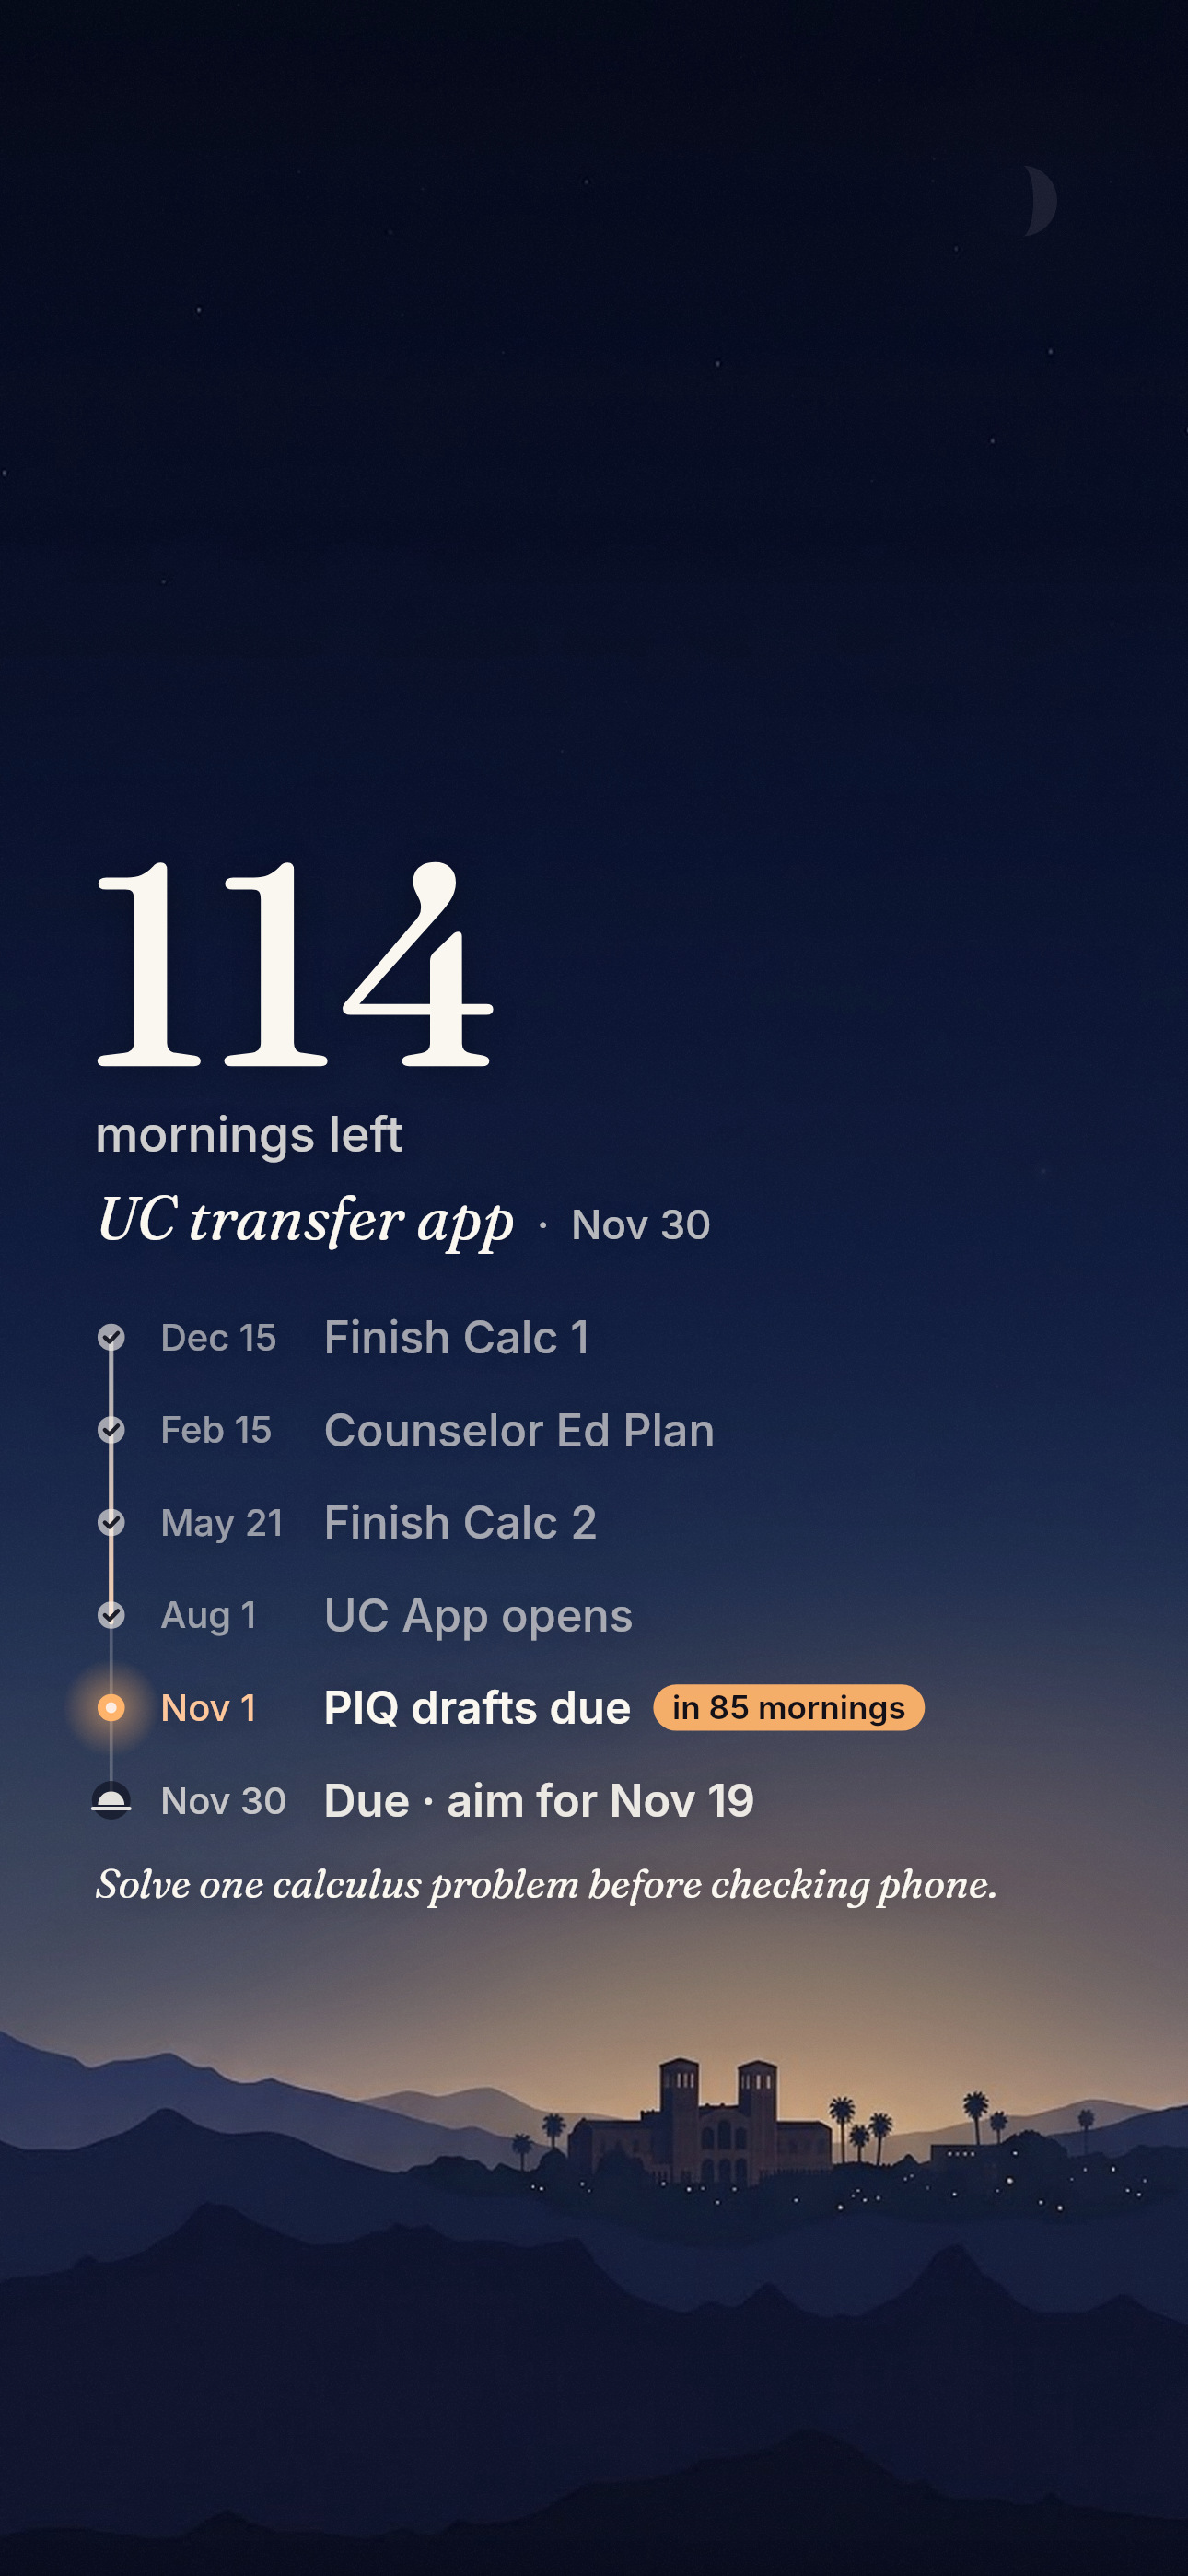 114
mornings left
UC transfer app · Nov 30
Dec 15 Finish Calc 1
Feb 15 Counselor Ed Plan
May 21 Finish Calc 2
Aug 1 UC App opens
Nov 1 PIQ drafts due in 85 mornings
Nov 30 Due · aim for Nov 19
Solve one calculus problem before checking phone.